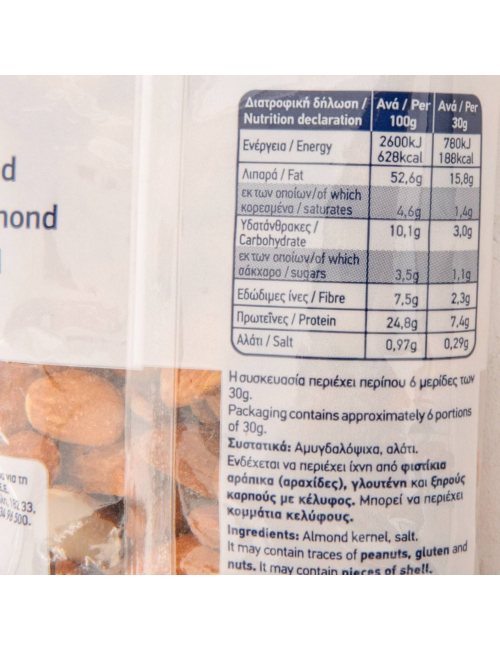 d
mond
Διατροφική δήλωση / Ανά / Per Ανά / Per
Nutrition declaration 100g 30g
Ενέργεια / Energy 2600kJ 780kJ
628kcal 188kcal
Λιπαρά / Fat 52,6g 15,8g
εκ των οποίων/of which
κορεσμένα / saturates 4,6g 1,4g
Υδατάνθρακες /
Carbohydrate 10,1g 3,0g
εκ των οποίων/of which
σάκχαρα / sugars 3,5g 1,1g
Εδώδιμες ίνες / Fibre 7,5g 2,3g
Πρωτεΐνες / Protein 24,8g 7,4g
Αλάτι / Salt 0,97g 0,29g
Η συσκευασία περιέχει περίπου 6 μερίδες των
30g.
Packaging contains approximately 6 portions
of 30g.
Συστατικά: Αμυγδαλόψιχα, αλάτι.
Ενδέχεται να περιέχει ίχνη από φιστίκια
αράπικα (αραχίδες), γλουτένη και ξηρούς
καρπούς με κέλυφος. Μπορεί να περιέχει
κομμάτια κελύφους.
Ingredients: Almond kernel, salt.
It may contain traces of peanuts, gluten and
nuts. It may contain pieces of shell.
για τη
33.
500.